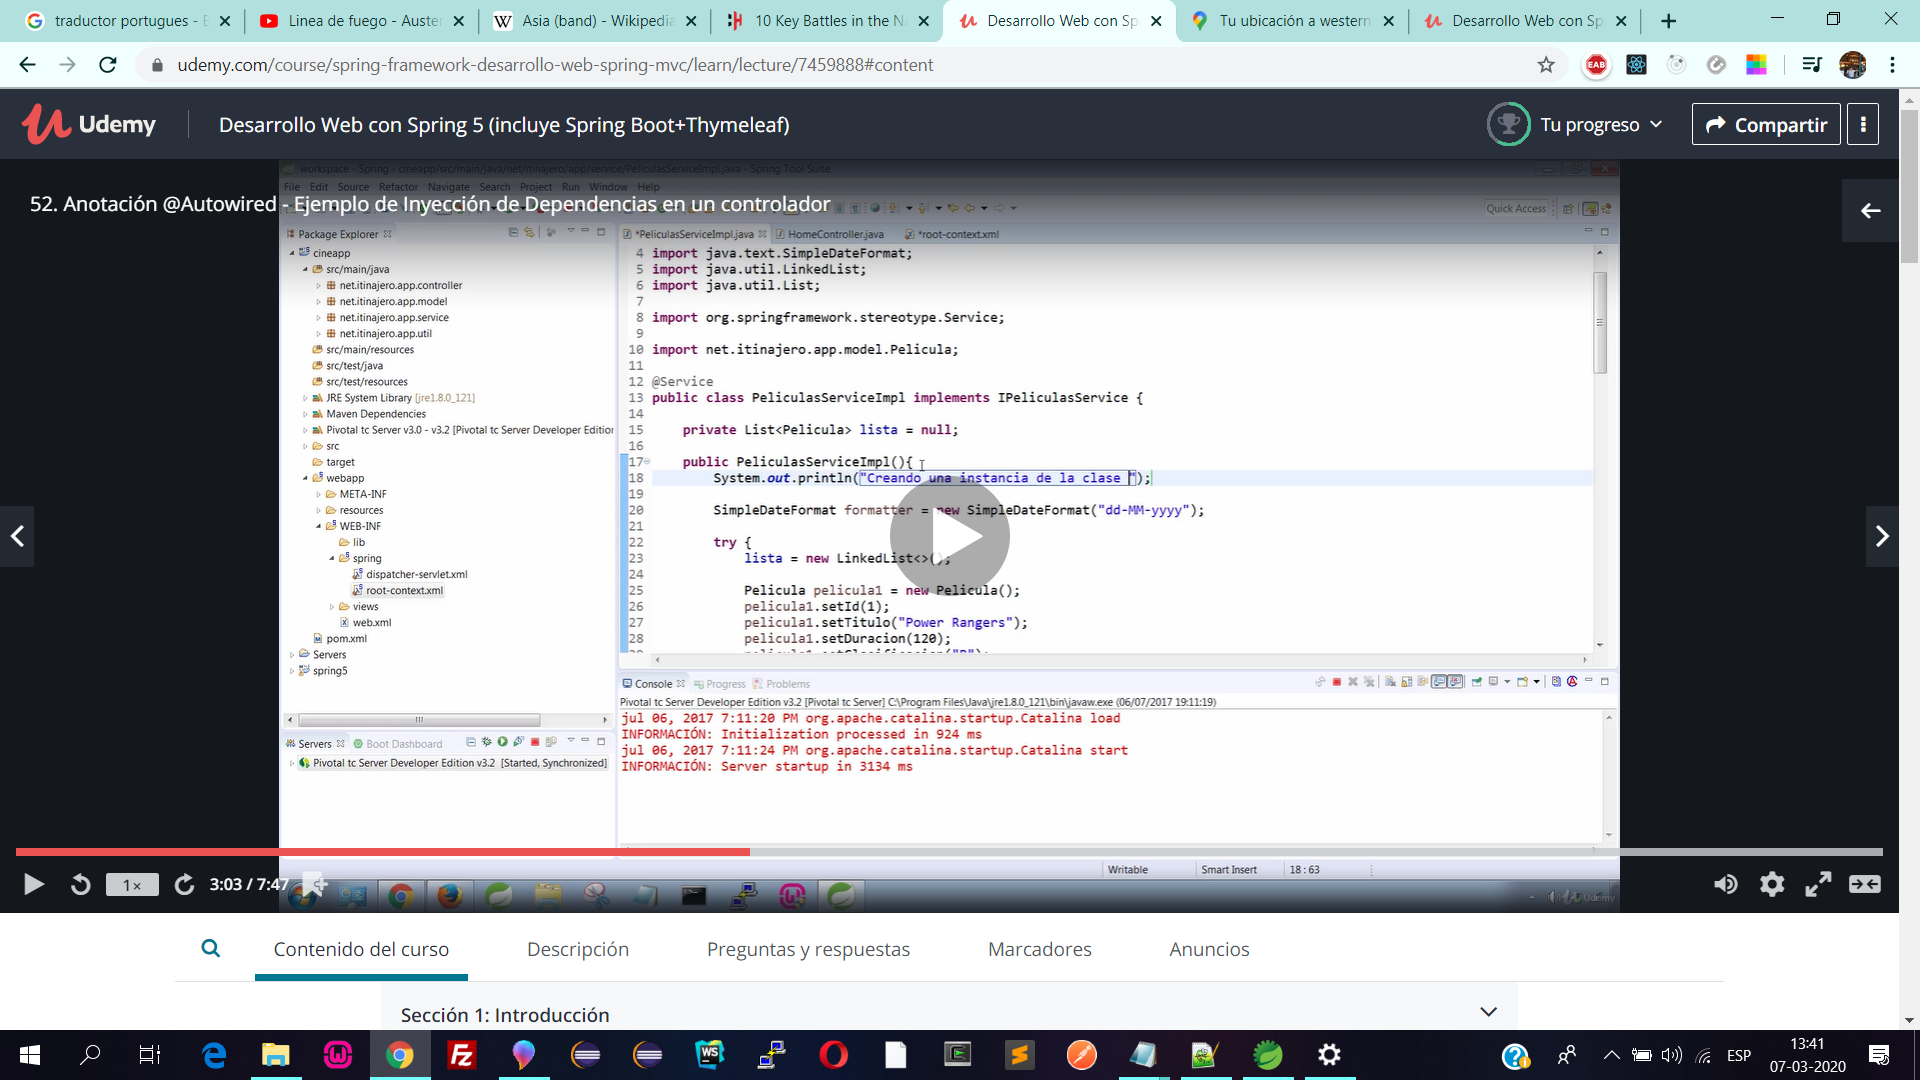 traductor portugues - E
Linea de fuego - Auster
Asia (band) - Wikipedia
10 Key Battles in the N
Desarrollo Web con Sp
Tu ubicación a western
Desarrollo Web con Sp
udemy.com/course/spring-framework-desarrollo-web-spring-mvc/learn/lecture/7459888#content
EAB
Udemy
Desarrollo Web con Spring 5 (incluye Spring Boot+Thymeleaf)
Tu progreso
Compartir
workspace - Spring - cineapp/src/main/java/net/itinajero/app/service/PeliculasServiceImpl.java - Spring Tool Suite
File Edit Source Refactor Navigate Search Project Run Window Help
52. Anotación @Autowired - Ejemplo de Inyección de Dependencias en un controlador
Quick Access
Package Explorer
cineapp
src/main/java
net.itinajero.app.controller
net.itinajero.app.model
net.itinajero.app.service
net.itinajero.app.util
src/main/resources
src/test/java
src/test/resources
JRE System Library [jre1.8.0_121]
Maven Dependencies
Pivotal tc Server v3.0 - v3.2 [Pivotal tc Server Developer Edition
src
target
webapp
META-INF
resources
WEB-INF
lib
spring
dispatcher-servlet.xml
root-context.xml
views
web.xml
pom.xml
Servers
spring5
*PeliculasServiceImpl.java
HomeController.java
*root-context.xml
4 import java.text.SimpleDateFormat;
5 import java.util.LinkedList;
6 import java.util.List;
7
8 import org.springframework.stereotype.Service;
9
10 import net.itinajero.app.model.Pelicula;
11
12 @Service
13 public class PeliculasServiceImpl implements IPeliculasService {
14
15 private List<Pelicula> lista = null;
16
17 public PeliculasServiceImpl(){
18 System.out.println("Creando una instancia de la clase ");
19
20 SimpleDateFormat formatter = new SimpleDateFormat("dd-MM-yyyy");
21
22 try {
23 lista = new LinkedList<>();
24
25 Pelicula pelicula1 = new Pelicula();
26 pelicula1.setId(1);
27 pelicula1.setTitulo("Power Rangers");
28 pelicula1.setDuracion(120);
Servers
Boot Dashboard
Pivotal tc Server Developer Edition v3.2 [Started, Synchronized]
Console
Progress
Problems
Pivotal tc Server Developer Edition v3.2 [Pivotal tc Server] C:\Program Files\Java\jre1.8.0_121\bin\javaw.exe (06/07/2017 19:11:19)
jul 06, 2017 7:11:20 PM org.apache.catalina.startup.Catalina load
INFORMACIÓN: Initialization processed in 924 ms
jul 06, 2017 7:11:24 PM org.apache.catalina.startup.Catalina start
INFORMACIÓN: Server startup in 3134 ms
Writable
Smart Insert
18 : 63
1×
3:03 / 7:47
Udemy
Contenido del curso
Descripción
Preguntas y respuestas
Marcadores
Anuncios
Sección 1: Introducción
FZ
WS
ESP
13:41
07-03-2020